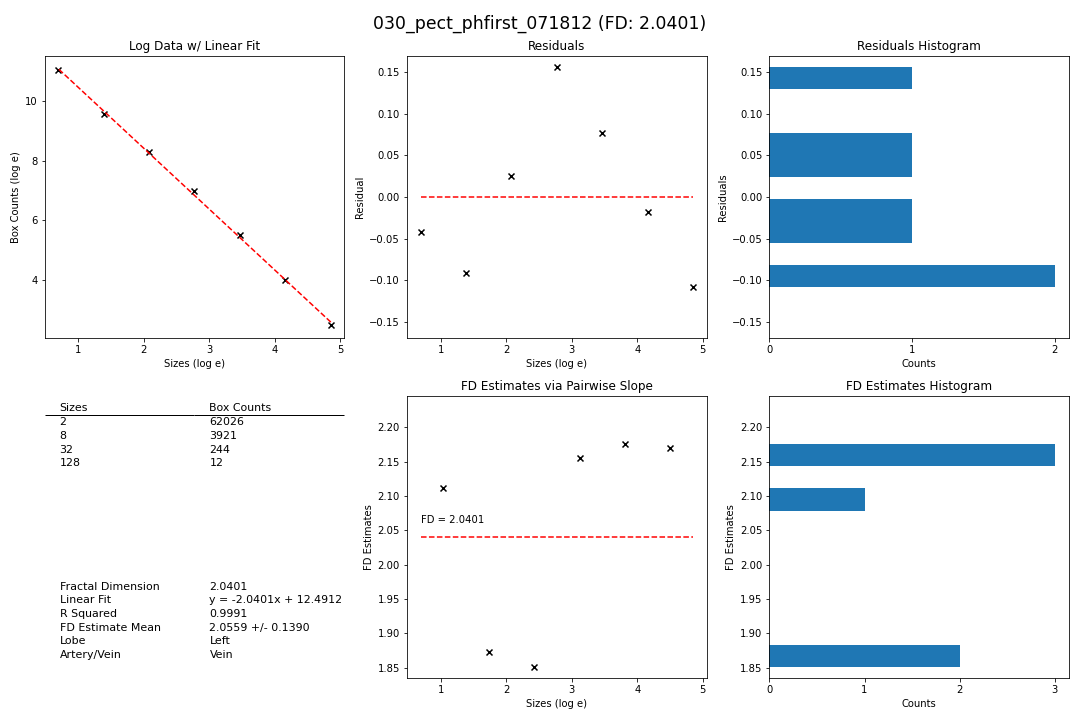 030_pect_phfirst_071812 (FD: 2.0401)
Log Data w/ Linear Fit
Box Counts (log e)
10
8
6
4
1 2 3 4 5
Sizes (log e)
Residuals
Residual
0.15
0.10
0.05
0.00
−0.05
−0.10
−0.15
1 2 3 4 5
Sizes (log e)
Residuals Histogram
Residuals
0.15
0.10
0.05
0.00
−0.05
−0.10
−0.15
0 1 2
Counts
Sizes Box Counts
2 62026
8 3921
32 244
128 12
Fractal Dimension 2.0401
Linear Fit y = -2.0401x + 12.4912
R Squared 0.9991
FD Estimate Mean 2.0559 +/- 0.1390
Lobe Left
Artery/Vein Vein
FD Estimates via Pairwise Slope
FD Estimates
2.20
2.15
2.10
2.05
2.00
1.95
1.90
1.85
FD = 2.0401
1 2 3 4 5
Sizes (log e)
FD Estimates Histogram
FD Estimates
2.20
2.15
2.10
2.05
2.00
1.95
1.90
1.85
0 1 2 3
Counts